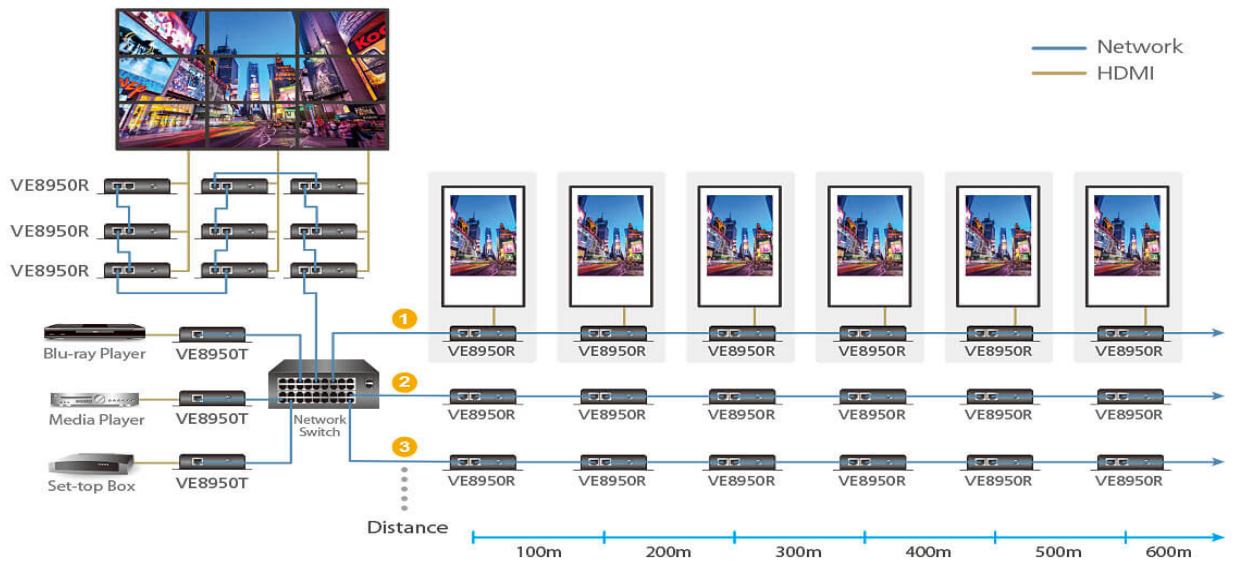 Network
HDMI
VE8950R
VE8950R
VE8950R
Blu-ray Player
VE8950T
Media Player
VE8950T
Set-top Box
VE8950T
Network
Switch
1
VE8950R VE8950R VE8950R VE8950R VE8950R VE8950R
2
VE8950R VE8950R VE8950R VE8950R VE8950R VE8950R
3
VE8950R VE8950R VE8950R VE8950R VE8950R VE8950R
Distance
100m 200m 300m 400m 500m 600m